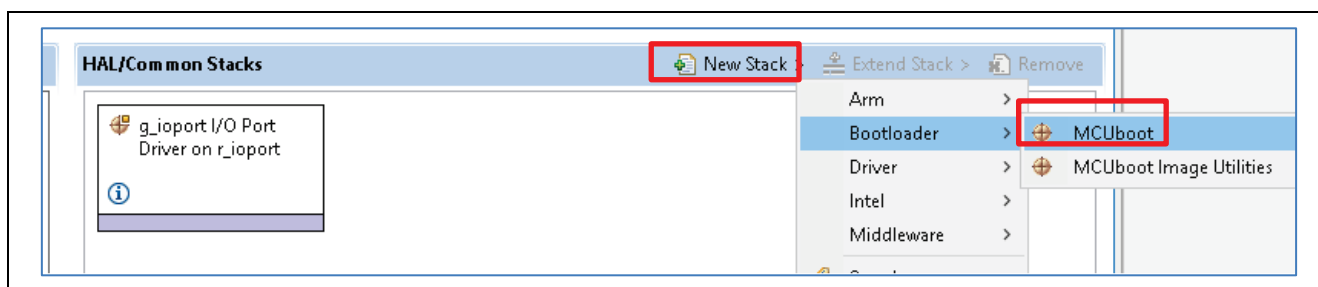 HAL/Common Stacks
New Stack >
Extend Stack >
Remove
g_ioport I/O Port
Driver on r_ioport
Arm >
Bootloader >
Driver >
Intel >
Middleware >
MCUboot
MCUboot Image Utilities